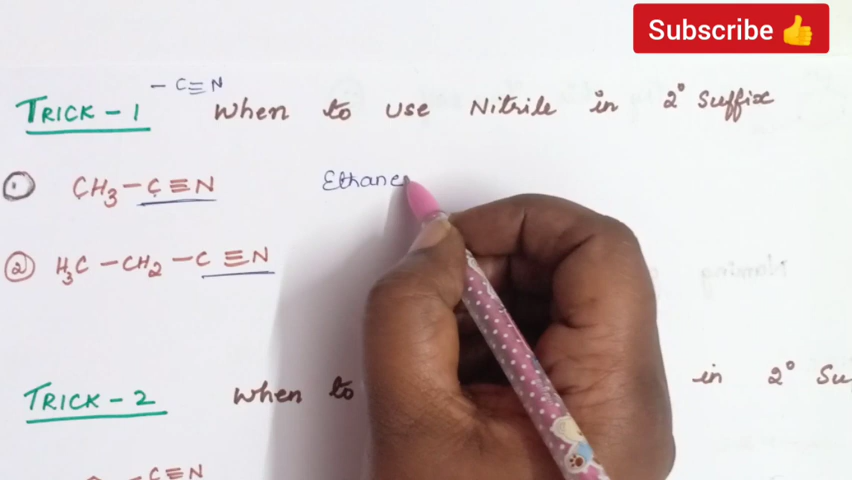 Subscribe 👍
- C≡N
TRICK - 1 When to use Nitrile in 2° Suffix
① CH3 - C≡N Ethane
② H3C - CH2 - C≡N
TRICK - 2 When to in 2° Su
- C≡N